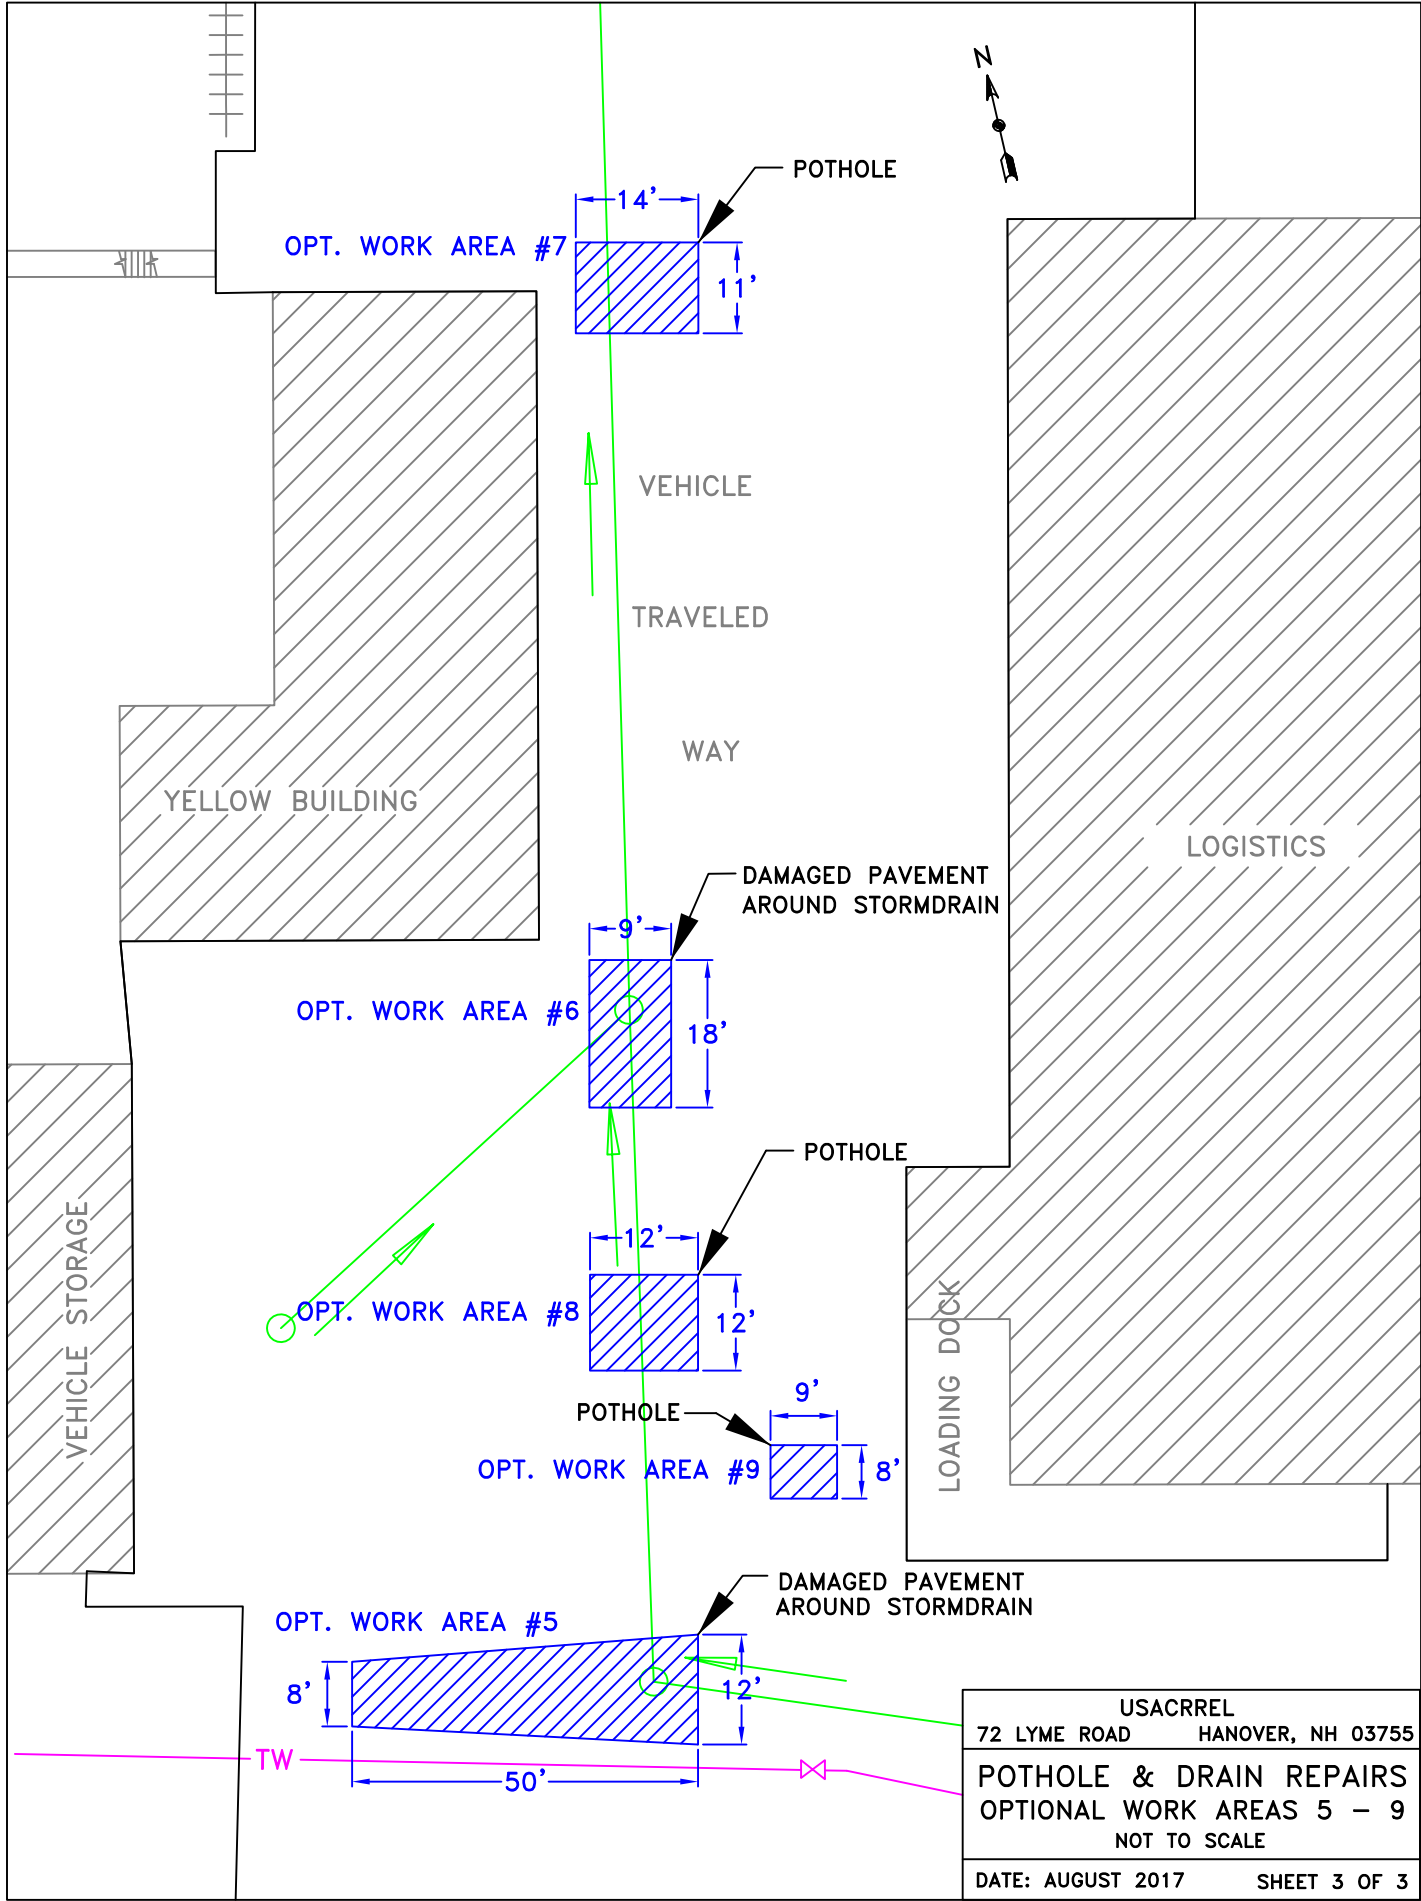 N
POTHOLE
14'
OPT. WORK AREA #7
11'
VEHICLE
TRAVELED
WAY
YELLOW BUILDING
LOGISTICS
DAMAGED PAVEMENT
AROUND STORMDRAIN
9'
OPT. WORK AREA #6
18'
POTHOLE
12'
OPT. WORK AREA #8
12'
VEHICLE STORAGE
LOADING DOCK
9'
POTHOLE
OPT. WORK AREA #9
8'
DAMAGED PAVEMENT
AROUND STORMDRAIN
OPT. WORK AREA #5
8'
12'
TW
50'
USACRREL
72 LYME ROAD HANOVER, NH 03755
POTHOLE & DRAIN REPAIRS
OPTIONAL WORK AREAS 5 - 9
NOT TO SCALE
DATE: AUGUST 2017 SHEET 3 OF 3